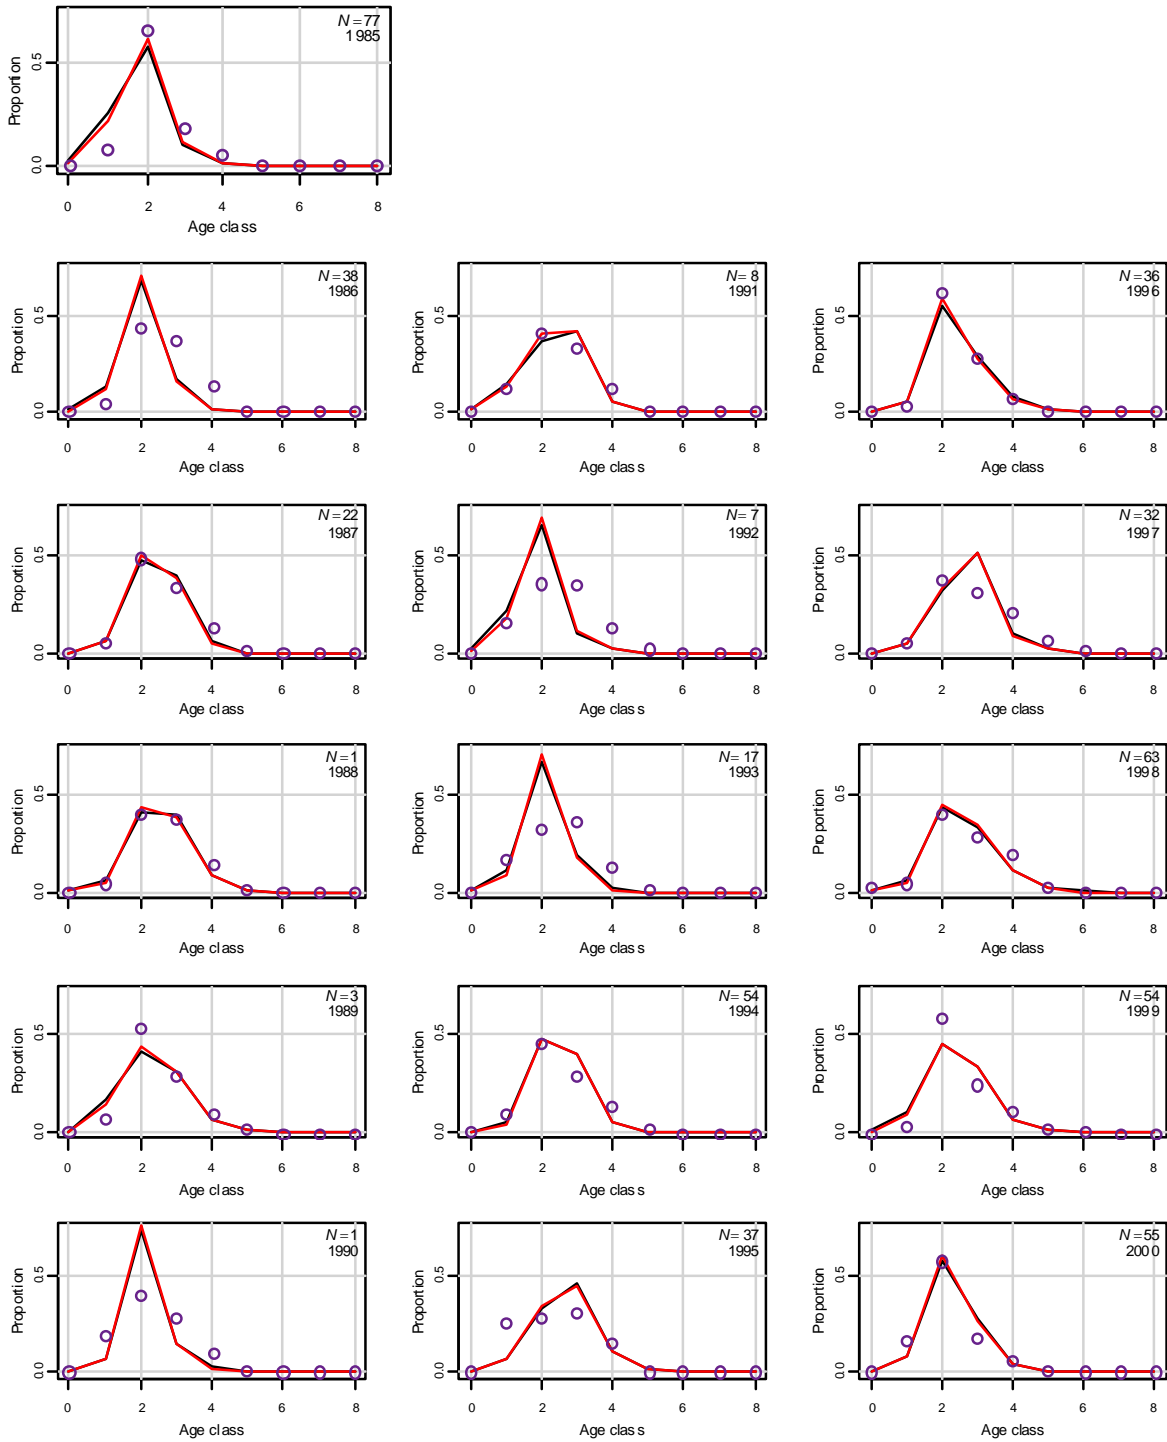 N=77
1985
Proportion
0.5
0.0
0 2 4 6 8
Age class
N=38
1986
Proportion
0.5
0.0
0 2 4 6 8
Age class
N=8
1991
Proportion
0.5
0.0
0 2 4 6 8
Age class
N=36
1996
Proportion
0.5
0.0
0 2 4 6 8
Age class
N=22
1987
Proportion
0.5
0.0
0 2 4 6 8
Age class
N=7
1992
Proportion
0.5
0.0
0 2 4 6 8
Age class
N=32
1997
Proportion
0.5
0.0
0 2 4 6 8
Age class
N=1
1988
Proportion
0.5
0.0
0 2 4 6 8
Age class
N=17
1993
Proportion
0.5
0.0
0 2 4 6 8
Age class
N=63
1998
Proportion
0.5
0.0
0 2 4 6 8
Age class
N=3
1989
Proportion
0.5
0.0
0 2 4 6 8
Age class
N=54
1994
Proportion
0.5
0.0
0 2 4 6 8
Age class
N=54
1999
Proportion
0.5
0.0
0 2 4 6 8
Age class
N=1
1990
Proportion
0.5
0.0
0 2 4 6 8
Age class
N=37
1995
Proportion
0.5
0.0
0 2 4 6 8
Age class
N=55
2000
Proportion
0.5
0.0
0 2 4 6 8
Age class